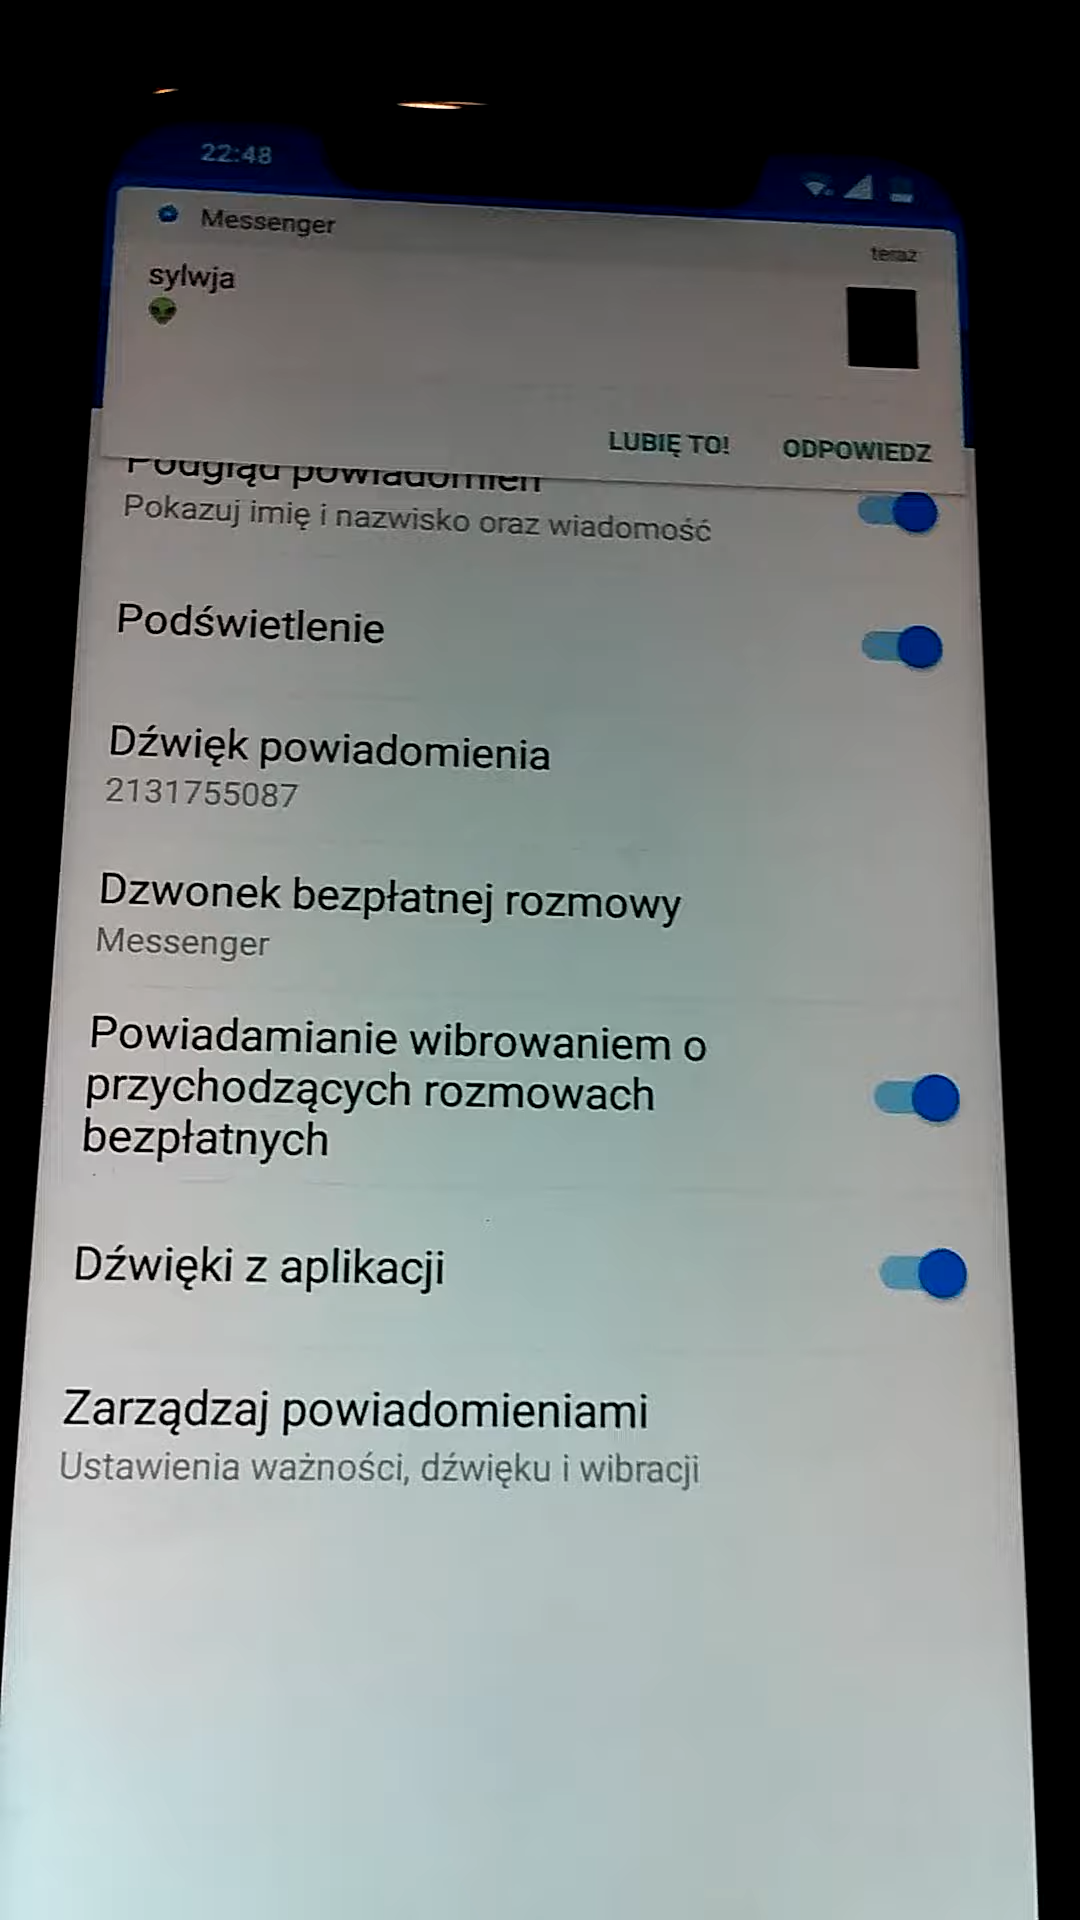 22:48
Messenger
teraz
sylwja
LUBIĘ TO! ODPOWIEDZ
Podgląd powiadomień
Pokazuj imię i nazwisko oraz wiadomość
Podświetlenie
Dźwięk powiadomienia
2131755087
Dzwonek bezpłatnej rozmowy
Messenger
Powiadamianie wibrowaniem o
przychodzących rozmowach
bezpłatnych
Dźwięki z aplikacji
Zarządzaj powiadomieniami
Ustawienia ważności, dźwięku i wibracji